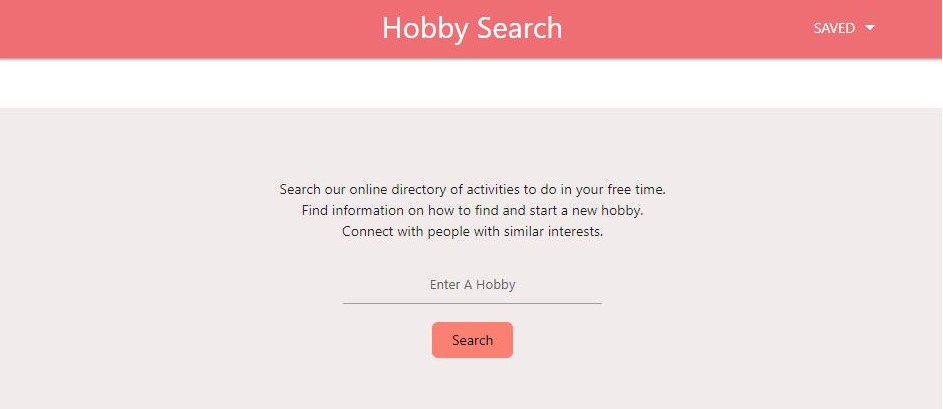 Hobby Search
SAVED
Search our online directory of activities to do in your free time.
Find information on how to find and start a new hobby.
Connect with people with similar interests.
Enter A Hobby
Search